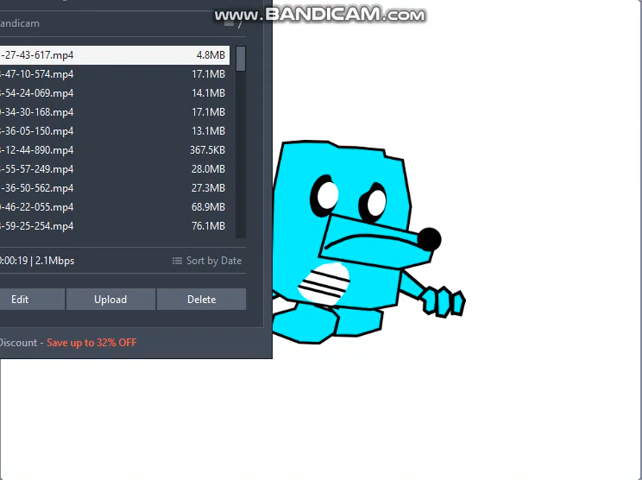 www.BANDICAM.com
andicam
-27-43-617.mp4 4.8MB
-47-10-574.mp4 17.1MB
-54-24-069.mp4 14.1MB
-34-30-168.mp4 17.1MB
-36-05-150.mp4 13.1MB
-12-44-890.mp4 367.5KB
-55-57-249.mp4 28.0MB
-36-50-562.mp4 27.3MB
-46-22-055.mp4 68.9MB
-59-25-254.mp4 76.1MB
:00:19 | 2.1Mbps Sort by Date
Edit Upload Delete
Discount - Save up to 32% OFF